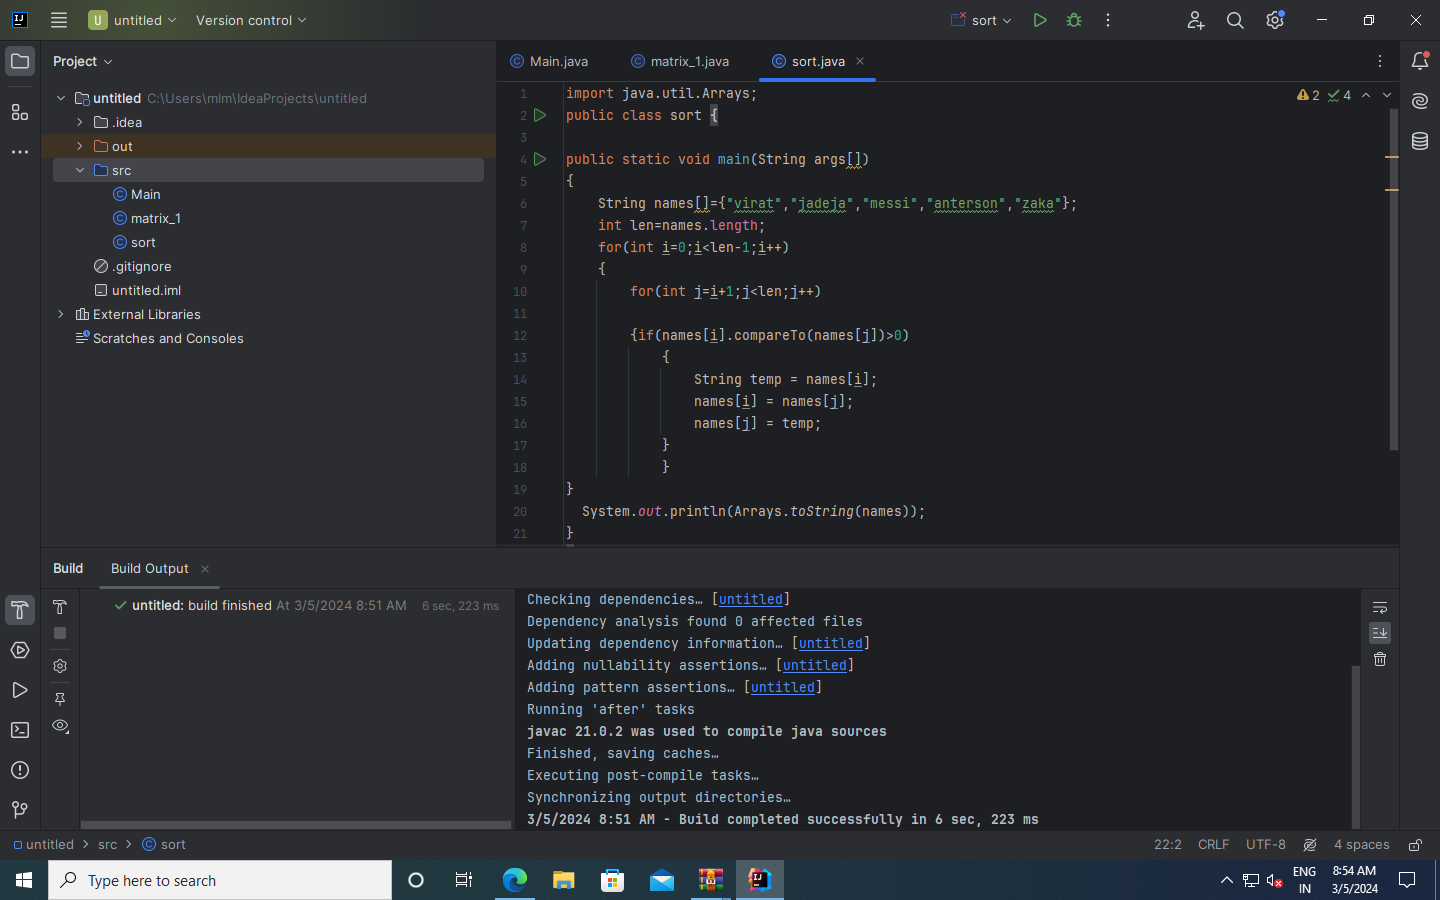 untitled
Version control
sort
Project
Main.java
matrix_1.java
sort.java
untitled C:\Users\mlm\IdeaProjects\untitled
.idea
out
src
Main
matrix_1
sort
.gitignore
untitled.iml
External Libraries
Scratches and Consoles
2 4
1 import java.util.Arrays;
2 public class sort {
3
4 public static void main(String args[])
5 {
6 String names[]={"virat","jadeja","messi","anterson","zaka"};
7 int len=names.length;
8 for(int i=0;i<len-1;i++)
9 {
10 for(int j=i+1;j<len;j++)
11
12 {if(names[i].compareTo(names[j])>0)
13 {
14 String temp = names[i];
15 names[i] = names[j];
16 names[j] = temp;
17 }
18 }
19 }
20 System.out.println(Arrays.toString(names));
21 }
Build
Build Output
untitled: build finished At 3/5/2024 8:51 AM 6 sec, 223 ms
Checking dependencies… [untitled]
Dependency analysis found 0 affected files
Updating dependency information… [untitled]
Adding nullability assertions… [untitled]
Adding pattern assertions… [untitled]
Running 'after' tasks
javac 21.0.2 was used to compile java sources
Finished, saving caches…
Executing post-compile tasks…
Synchronizing output directories…
3/5/2024 8:51 AM - Build completed successfully in 6 sec, 223 ms
untitled > src > sort
22:2 CRLF UTF-8 4 spaces
Type here to search
ENG
IN
8:54 AM
3/5/2024